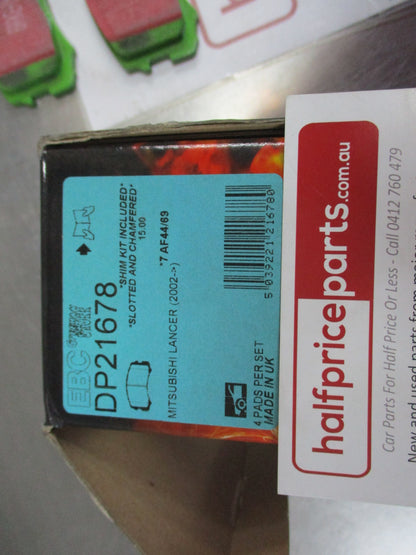 EBC
DP21678
*SHIM KIT INCLUDED*
*SLOTTED AND CHAMFERED*
15.00
*7 AF44/69
MITSUBISHI LANCER (2002->)
4 PADS PER SET
MADE IN UK
5 039221 216780
halfpriceparts.com.au
Car Parts For Half Price Or Less - Call 0412 760 479
New and used parts from